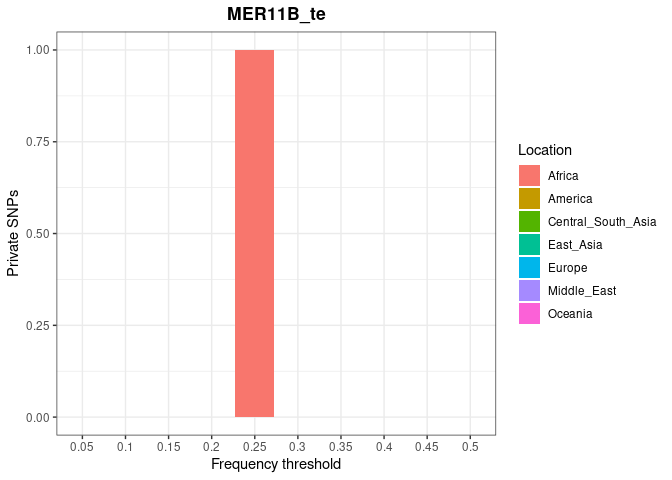 MER11B_te
1.00
0.75
0.50
0.25
0.00
Private SNPs
0.05 0.1 0.15 0.2 0.25 0.3 0.35 0.4 0.45 0.5
Frequency threshold
Location
Africa
America
Central_South_Asia
East_Asia
Europe
Middle_East
Oceania